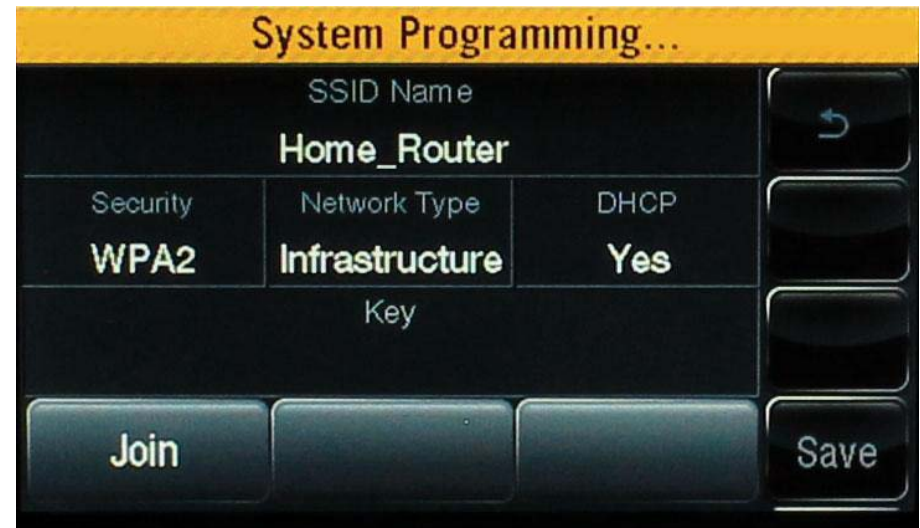 System Programming...
SSID Name
Home_Router
Security Network Type DHCP
WPA2 Infrastructure Yes
Key
Join Save